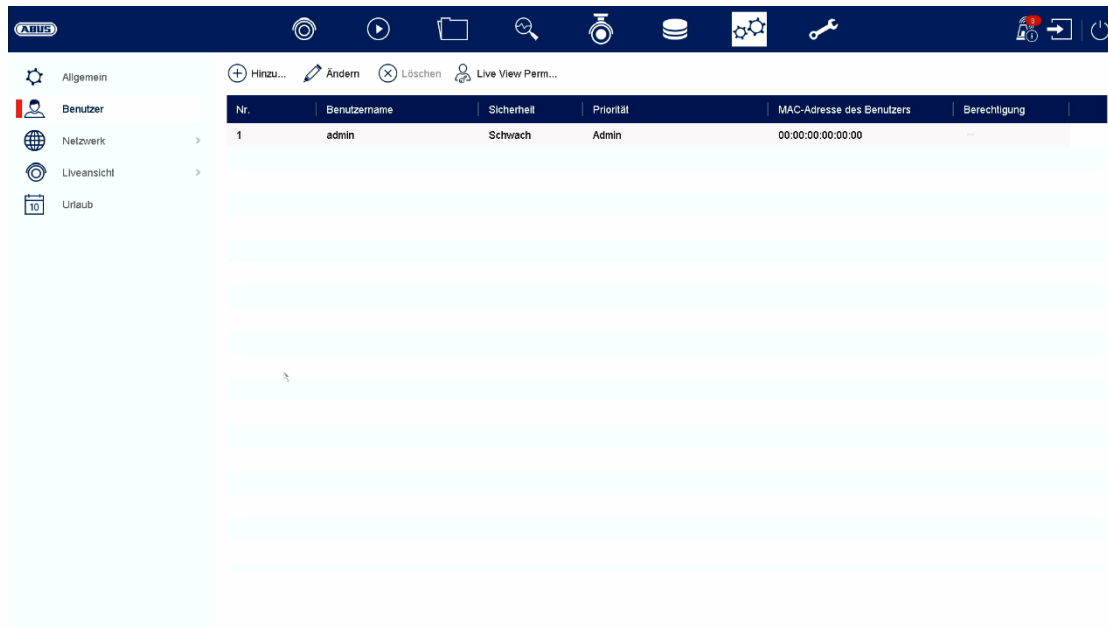 ABUS
8
Allgemein
Benutzer
Netzwerk
Liveansicht
10
Urlaub
Hinzu... Ändern Löschen Live View Perm...
Nr. Benutzername Sicherheit Priorität MAC-Adresse des Benutzers Berechtigung
1 admin Schwach Admin 00:00:00:00:00:00 --